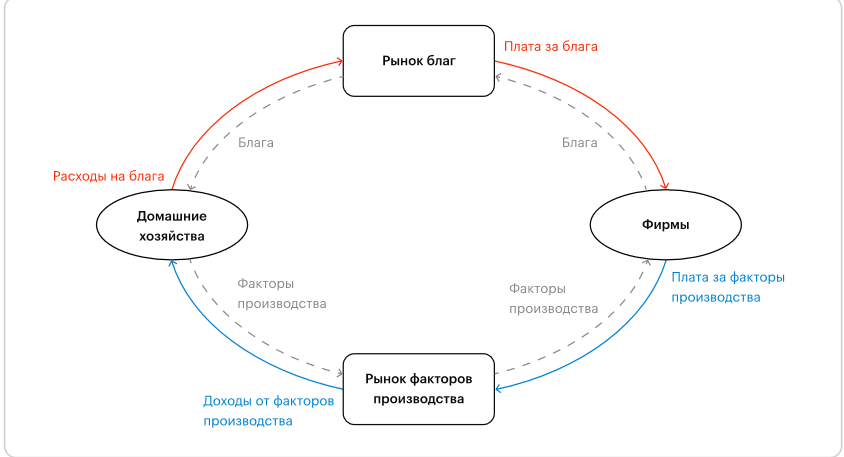 Плата за блага
Рынок благ
Блага
Блага
Расходы на блага
Домашние
хозяйства
Фирмы
Факторы
производства
Факторы
производства
Плата за факторы
производства
Рынок факторов
производства
Доходы от факторов
производства